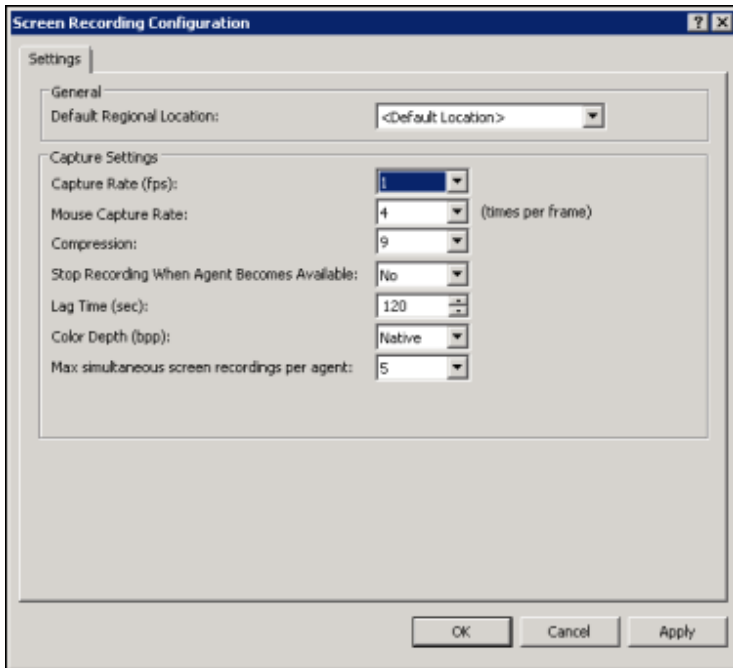 Screen Recording Configuration
Settings
General
Default Regional Location: <Default Location>
Capture Settings
Capture Rate (fps): 1
Mouse Capture Rate: 4 (times per frame)
Compression: 9
Stop Recording When Agent Becomes Available: No
Lag Time (sec): 120
Color Depth (bpp): Native
Max simultaneous screen recordings per agent: 5
OK Cancel Apply